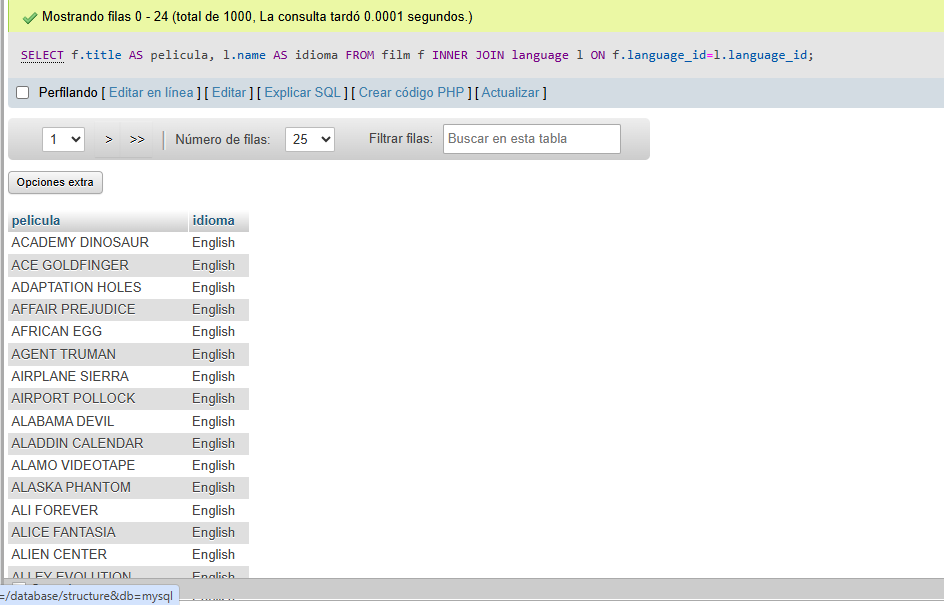 Mostrando filas 0 - 24 (total de 1000, La consulta tardó 0.0001 segundos.)
SELECT f.title AS pelicula, l.name AS idioma FROM film f INNER JOIN language l ON f.language_id=l.language_id;
Perfilando [ Editar en línea ] [ Editar ] [ Explicar SQL ] [ Crear código PHP ] [ Actualizar ]
1 > >> | Número de filas: 25 Filtrar filas: Buscar en esta tabla
Opciones extra
pelicula idioma
ACADEMY DINOSAUR English
ACE GOLDFINGER English
ADAPTATION HOLES English
AFFAIR PREJUDICE English
AFRICAN EGG English
AGENT TRUMAN English
AIRPLANE SIERRA English
AIRPORT POLLOCK English
ALABAMA DEVIL English
ALADDIN CALENDAR English
ALAMO VIDEOTAPE English
ALASKA PHANTOM English
ALI FOREVER English
ALICE FANTASIA English
ALIEN CENTER English
ALLEY EVOLUTION English
=/database/structure&db=mysql